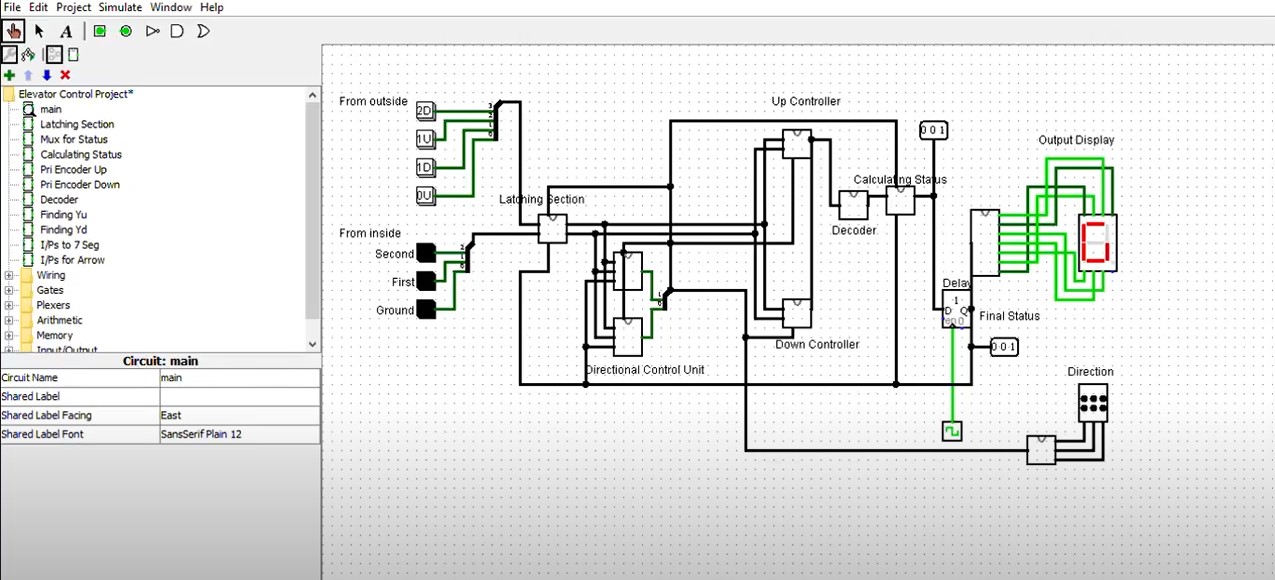 File Edit Project Simulate Window Help
A
Elevator Control Project*
main
Latching Section
Mux for Status
Calculating Status
Pri Encoder Up
Pri Encoder Down
Decoder
Finding Yu
Finding Yd
I/Ps to 7 Seg
I/Ps for Arrow
Wiring
Gates
Plexers
Arithmetic
Memory
Input/Output
Circuit: main
Circuit Name main
Shared Label
Shared Label Facing East
Shared Label Font SansSerif Plain 12
From outside
2D
1U
1D
0U
Latching Section
From inside
Second
First
Ground
Directional Control Unit
Up Controller
Down Controller
Decoder
Calculating Status
0 0 1
Output Display
Delay
1
D Q
en 0
Final Status
0 0 1
Direction